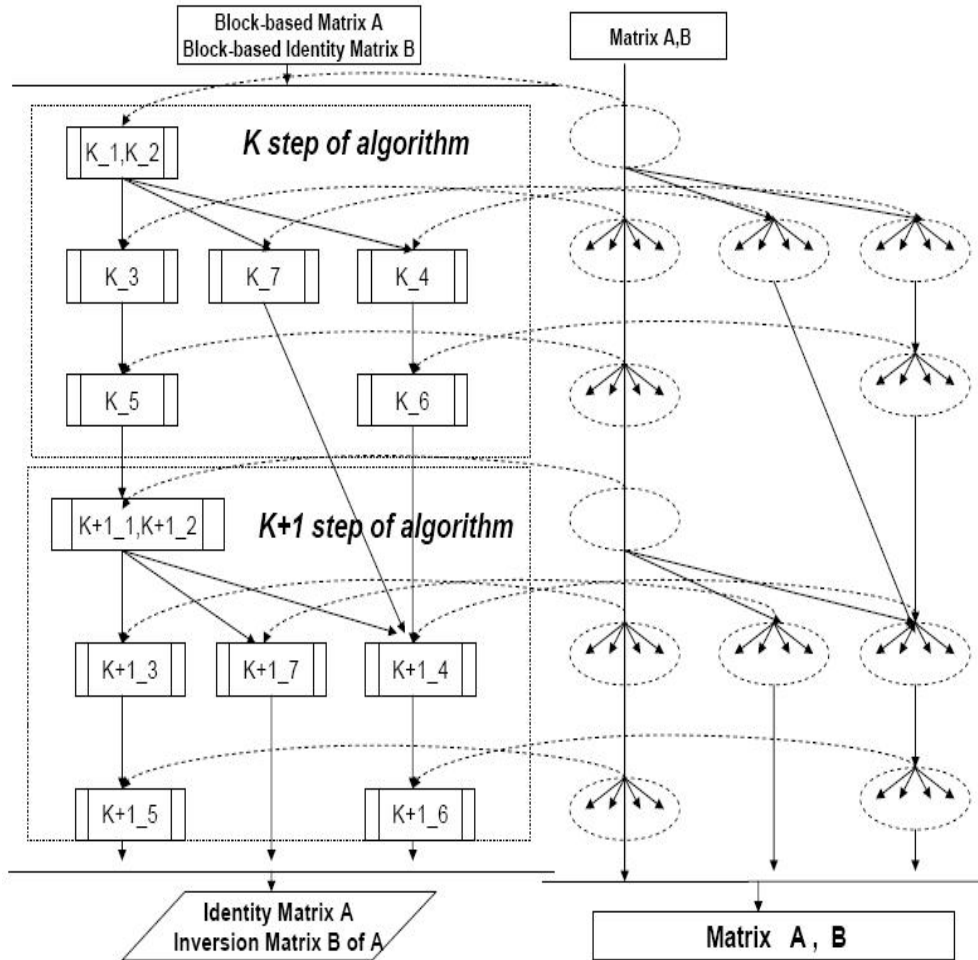 Block-based Matrix A
Block-based Identity Matrix B
Matrix A,B
K_1,K_2
K step of algorithm
K_3
K_7
K_4
K_5
K_6
K+1_1,K+1_2
K+1 step of algorithm
K+1_3
K+1_7
K+1_4
K+1_5
K+1_6
Identity Matrix A
Inversion Matrix B of A
Matrix A , B